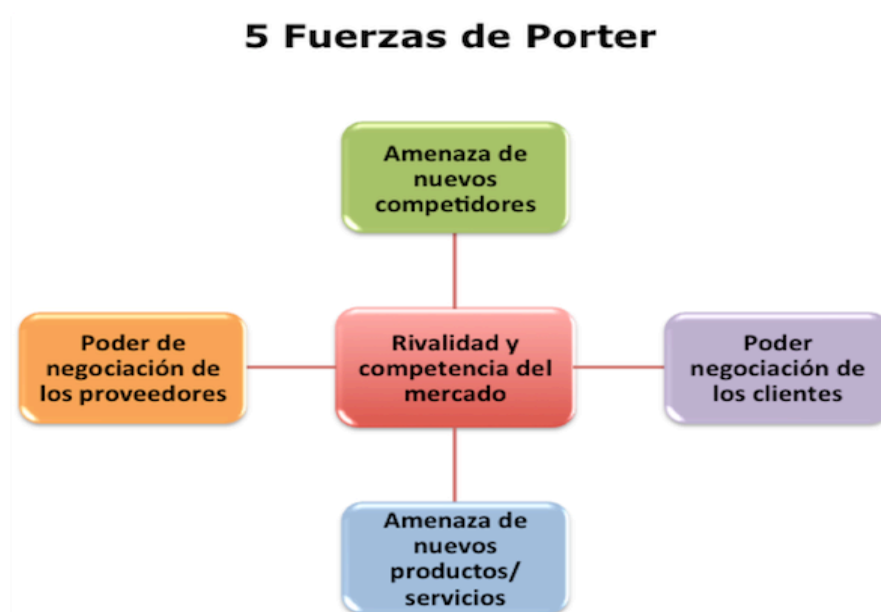 5 Fuerzas de Porter
Amenaza de
nuevos
competidores
Poder de
negociación de
los proveedores
Rivalidad y
competencia del
mercado
Poder
negociación de
los clientes
Amenaza de
nuevos
productos/
servicios